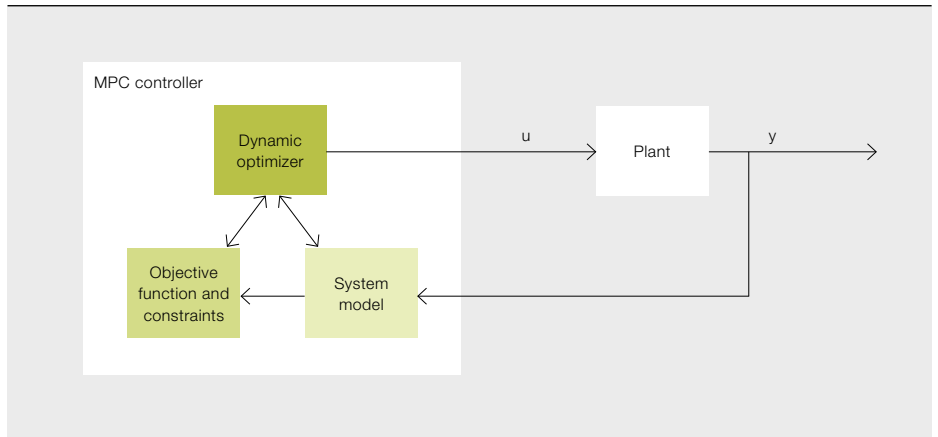 MPC controller
Dynamic
optimizer
u
Plant
y
Objective
function and
constraints
System
model